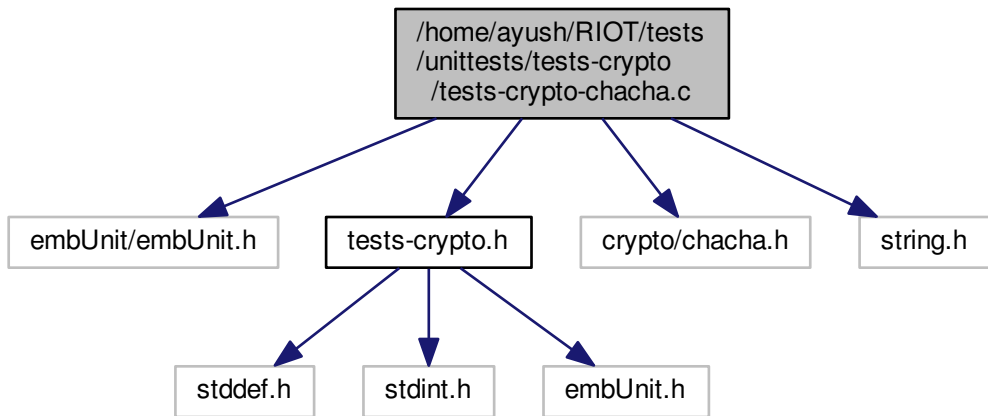 /home/ayush/RIOT/tests
/unittests/tests-crypto
/tests-crypto-chacha.c
embUnit/embUnit.h
tests-crypto.h
crypto/chacha.h
string.h
stddef.h
stdint.h
embUnit.h